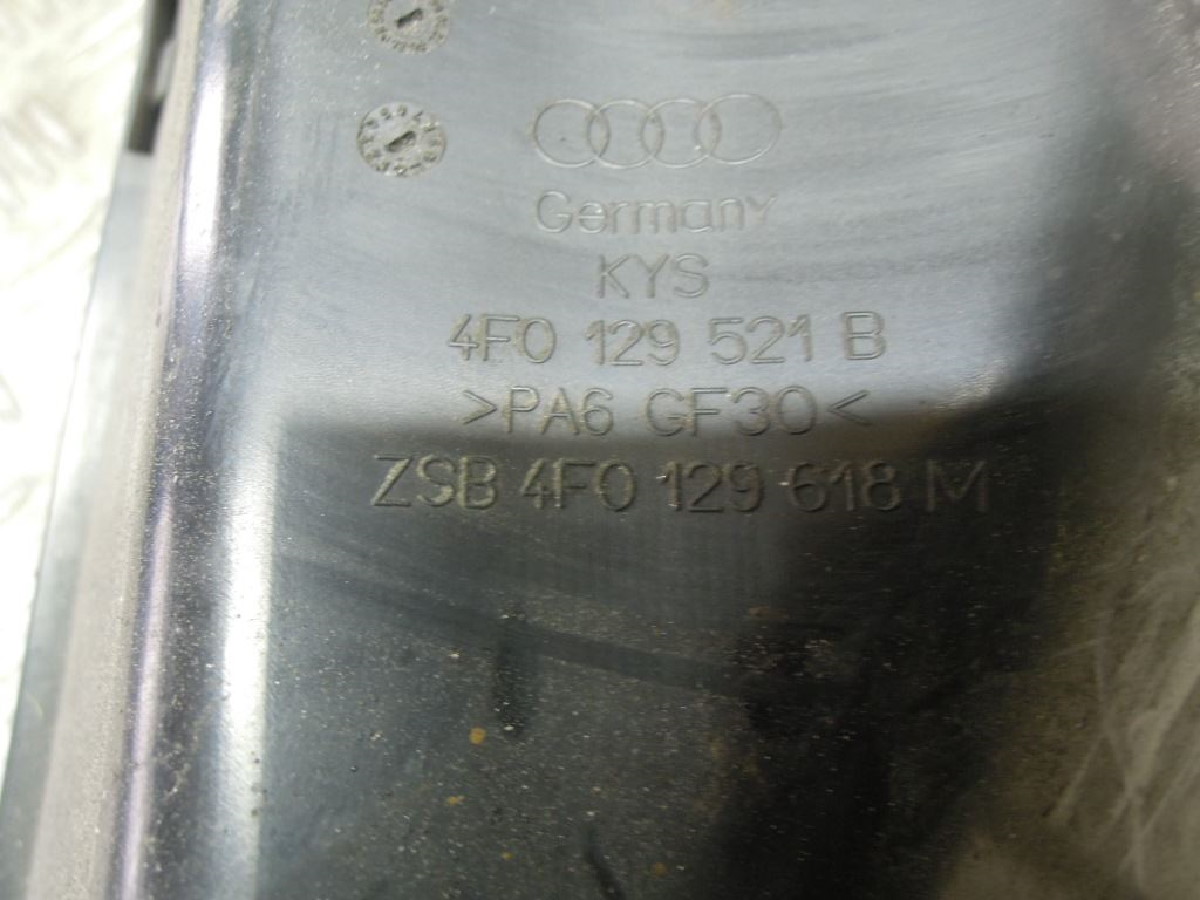 Germany
KYS
4F0 129 521 B
>PA6 GF30<
ZSB 4F0 129 618 M